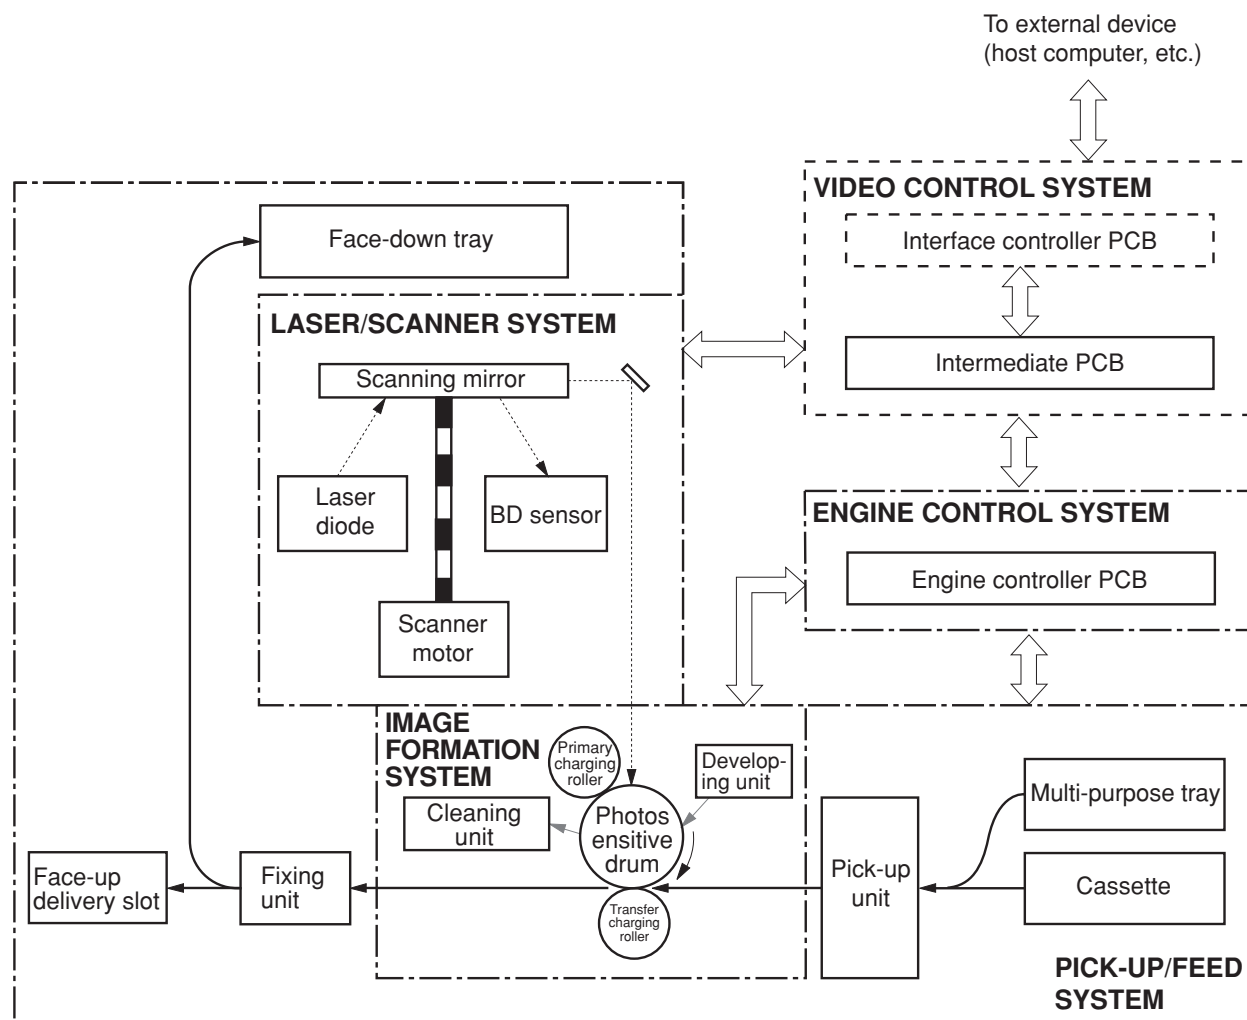 To external device
(host computer, etc.)
VIDEO CONTROL SYSTEM
Interface controller PCB
Intermediate PCB
Face-down tray
LASER/SCANNER SYSTEM
Scanning mirror
Laser
diode
BD sensor
Scanner
motor
ENGINE CONTROL SYSTEM
Engine controller PCB
IMAGE
FORMATION
SYSTEM
Primary
charging
roller
Develop-
ing unit
Cleaning
unit
Photos
ensitive
drum
Transfer
charging
roller
Multi-purpose tray
Cassette
Pick-up
unit
Fixing
unit
Face-up
delivery slot
PICK-UP/FEED
SYSTEM